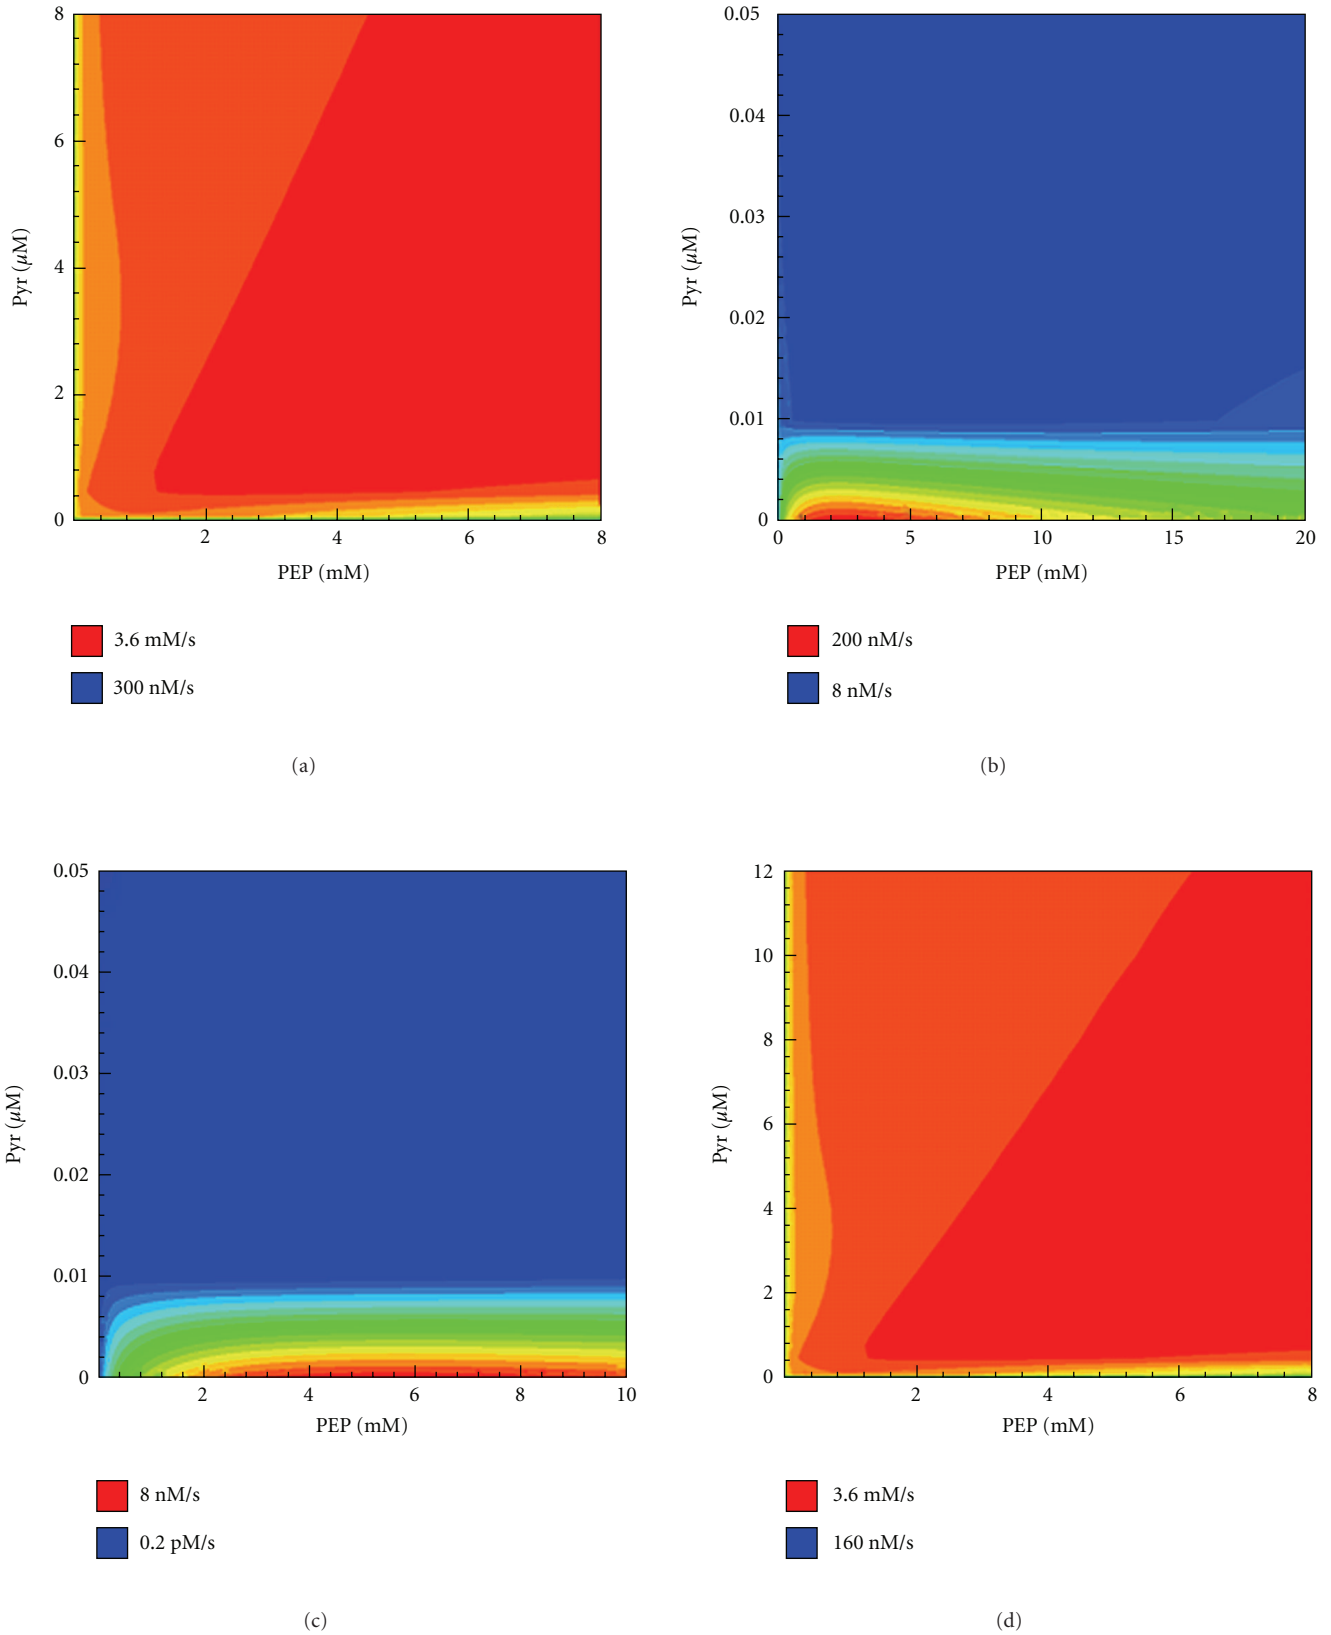 8
6
4
2
0
Pyr (μM)
2
4
6
8
PEP (mM)
3.6 mM/s
300 nM/s
(a)
0.05
0.04
0.03
0.02
0.01
0
Pyr (μM)
0
5
10
15
20
PEP (mM)
200 nM/s
8 nM/s
(b)
0.05
0.04
0.03
0.02
0.01
0
Pyr (μM)
2
4
6
8
10
PEP (mM)
8 nM/s
0.2 pM/s
(c)
12
10
8
6
4
2
0
Pyr (μM)
2
4
6
8
PEP (mM)
3.6 mM/s
160 nM/s
(d)